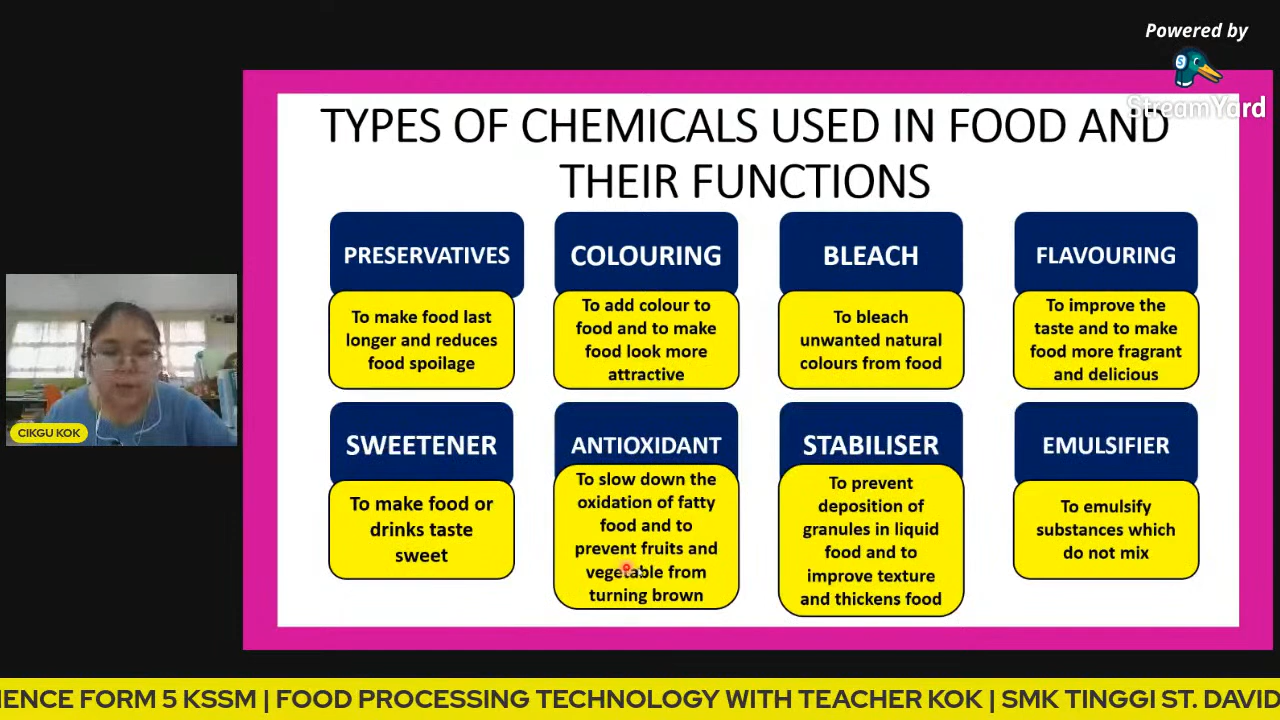 Powered by
StreamYard
TYPES OF CHEMICALS USED IN FOOD AND
THEIR FUNCTIONS
PRESERVATIVES
To make food last
longer and reduces
food spoilage
COLOURING
To add colour to
food and to make
food look more
attractive
BLEACH
To bleach
unwanted natural
colours from food
FLAVOURING
To improve the
taste and to make
food more fragrant
and delicious
SWEETENER
To make food or
drinks taste
sweet
ANTIOXIDANT
To slow down the
oxidation of fatty
food and to
prevent fruits and
vegetable from
turning brown
STABILISER
To prevent
deposition of
granules in liquid
food and to
improve texture
and thickens food
EMULSIFIER
To emulsify
substances which
do not mix
CIKGU KOK
IENCE FORM 5 KSSM | FOOD PROCESSING TECHNOLOGY WITH TEACHER KOK | SMK TINGGI ST. DAVID